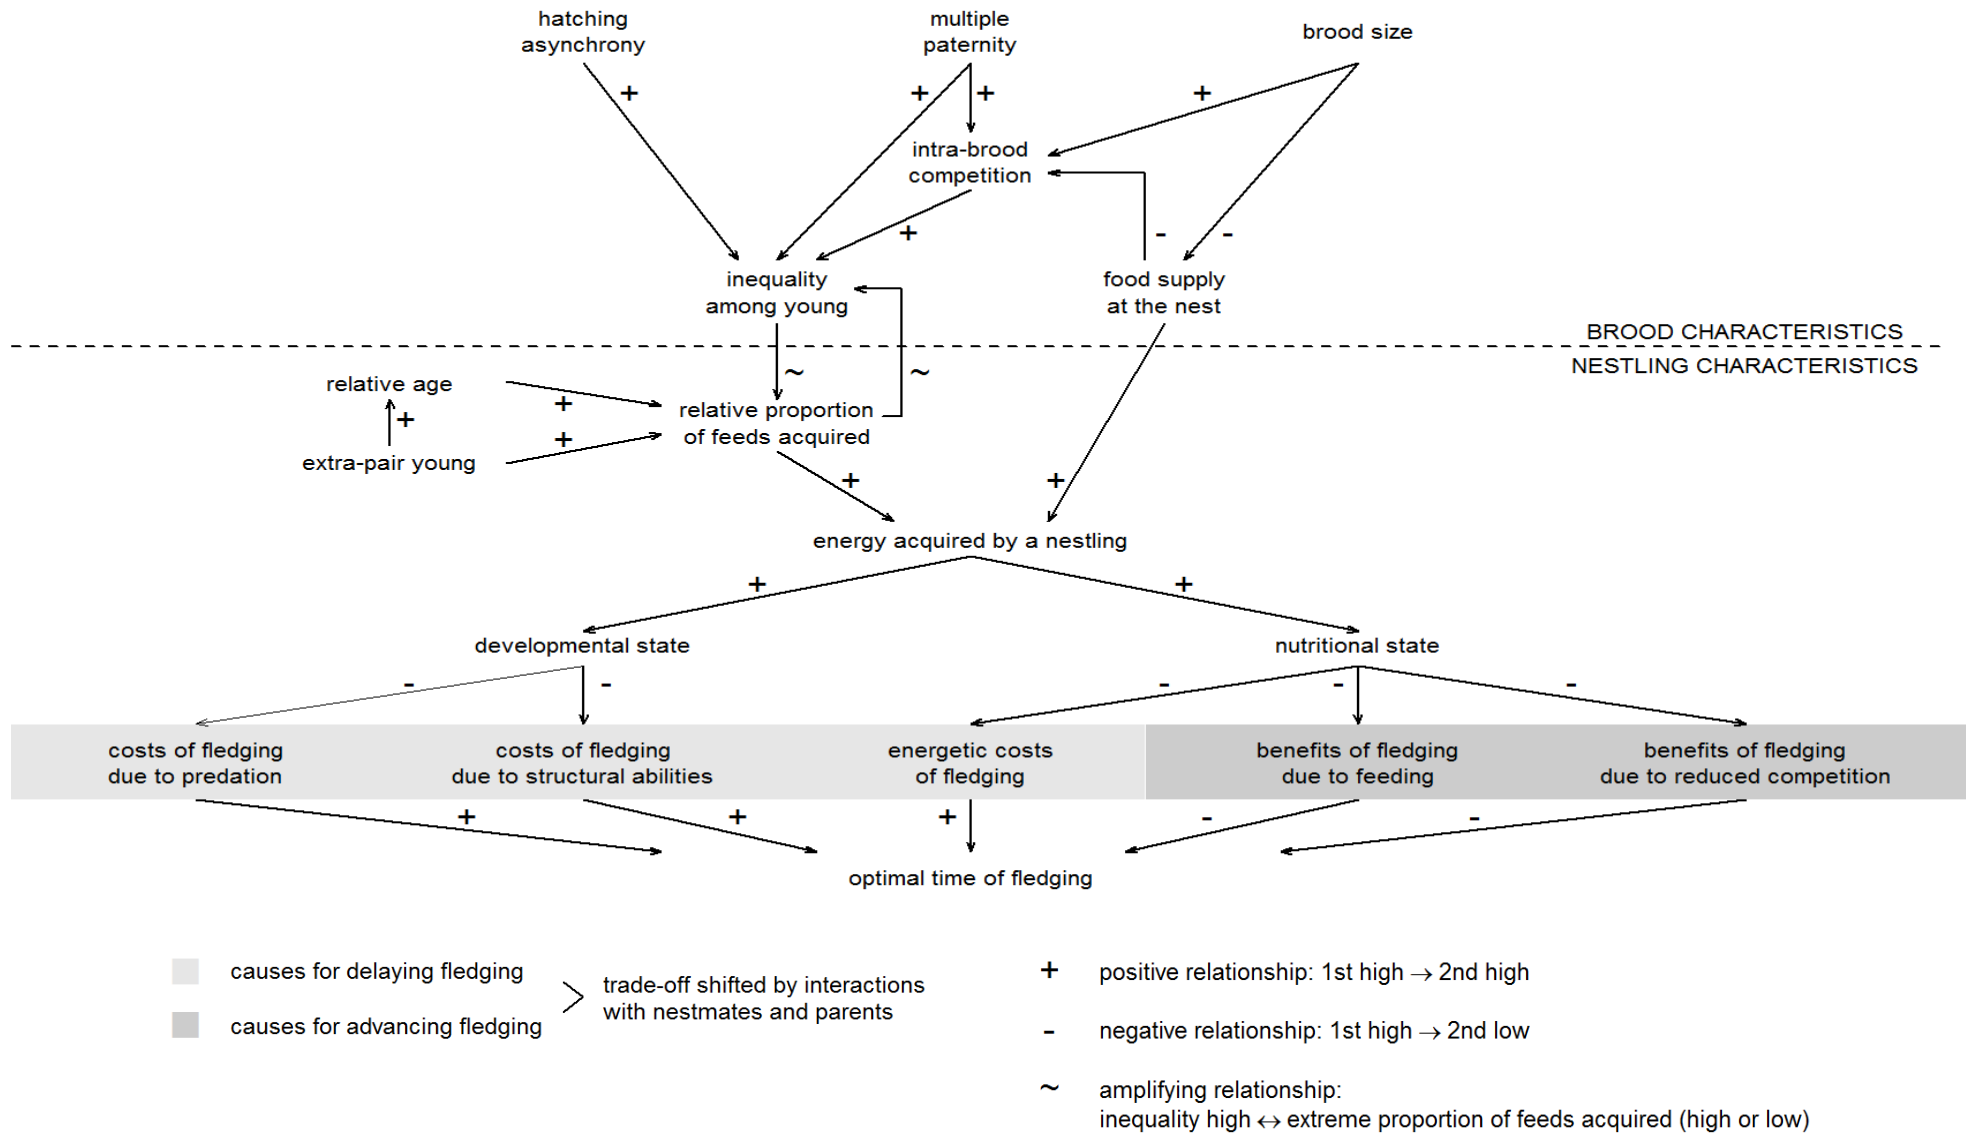 hatching
asynchrony
multiple
paternity
brood size
+
+
+
+
intra-brood
competition
+
-
-
inequality
among young
food supply
at the nest
BROOD CHARACTERISTICS
NESTLING CHARACTERISTICS
~
~
relative age
+
+
relative proportion
of feeds acquired
+
extra-pair young
+
+
energy acquired by a nestling
+
+
developmental state
nutritional state
-
-
-
-
-
costs of fledging
due to predation
costs of fledging
due to structural abilities
energetic costs
of fledging
benefits of fledging
due to feeding
benefits of fledging
due to reduced competition
+
+
+
-
-
optimal time of fledging
causes for delaying fledging
causes for advancing fledging
trade-off shifted by interactions
with nestmates and parents
+ positive relationship: 1st high → 2nd high
- negative relationship: 1st high → 2nd low
~ amplifying relationship:
inequality high ↔ extreme proportion of feeds acquired (high or low)